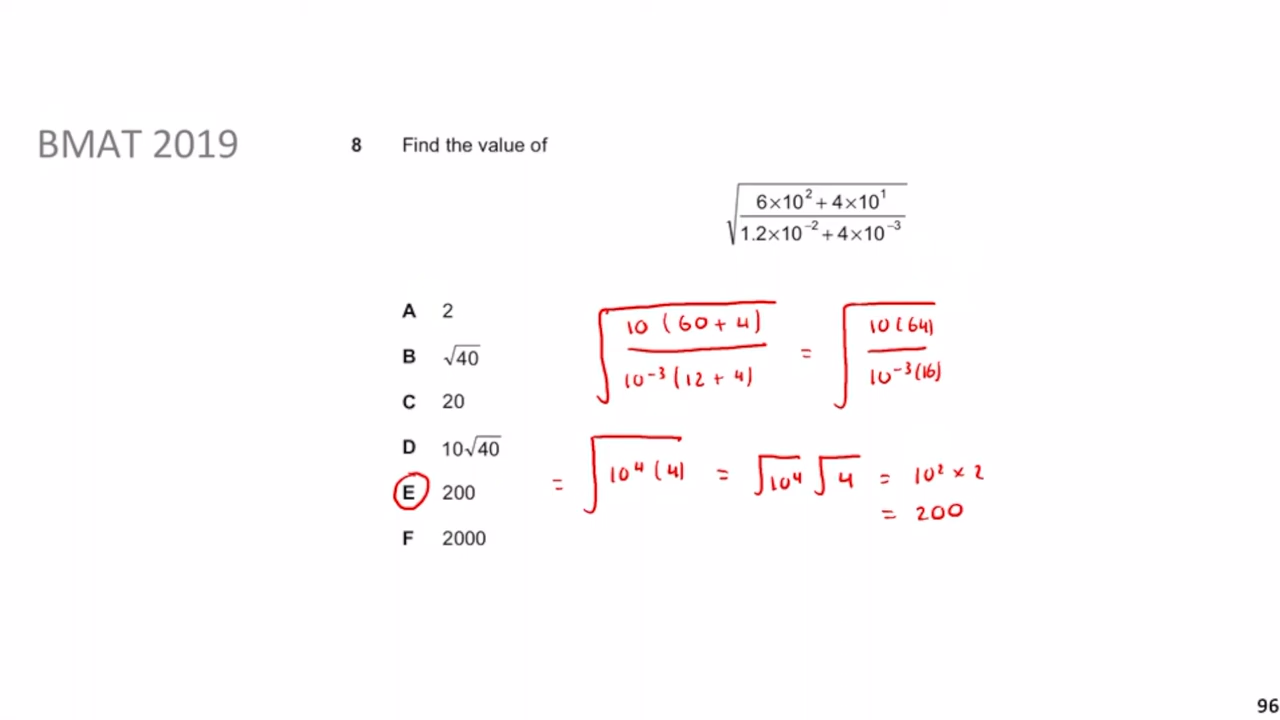 BMAT 2019
8 Find the value of
√((6×10² + 4×10¹)/(1.2×10⁻² + 4×10⁻³))
A 2
B √40
C 20
D 10√40
E 200
F 2000
√(10 (60 + 4)/10⁻³ (12 + 4)) = √(10(64)/10⁻³(16))
= √(10⁴ (4)) = √10⁴ √4 = 10² × 2
= 200
96